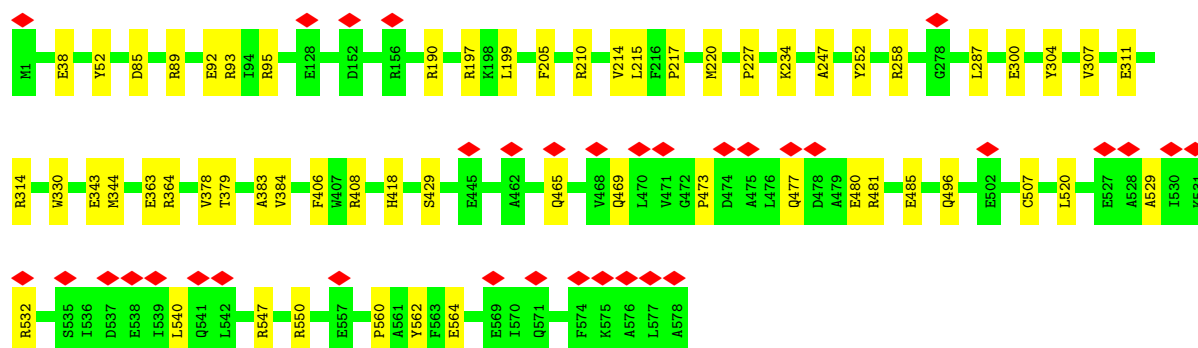 M1 E38 Y52 D85 R89 E92 R93 I94 R95 E128 D152 R156 R190 R197 K198 L199 F205 R210 V214 L215 F216 P217 M220 P227 K234 A247 Y252 R258 G278 L287 E300 Y304 V307 E311
R314 W330 E343 M344 E363 R364 V378 T379 A383 V384 F406 W407 R408 H418 S429 E445 A462 Q465 V468 Q469 L470 V471 G472 P473 D474 A475 L476 Q477 D478 A479 E480 R481 E485 Q496 E502 C507 L520 E527 A528 A529 I530 K531
R532 S535 I536 D537 E538 I539 L540 Q541 L542 R547 R550 E557 P560 A561 Y562 F563 E564 E569 I570 Q571 F574 K575 A576 L577 A578